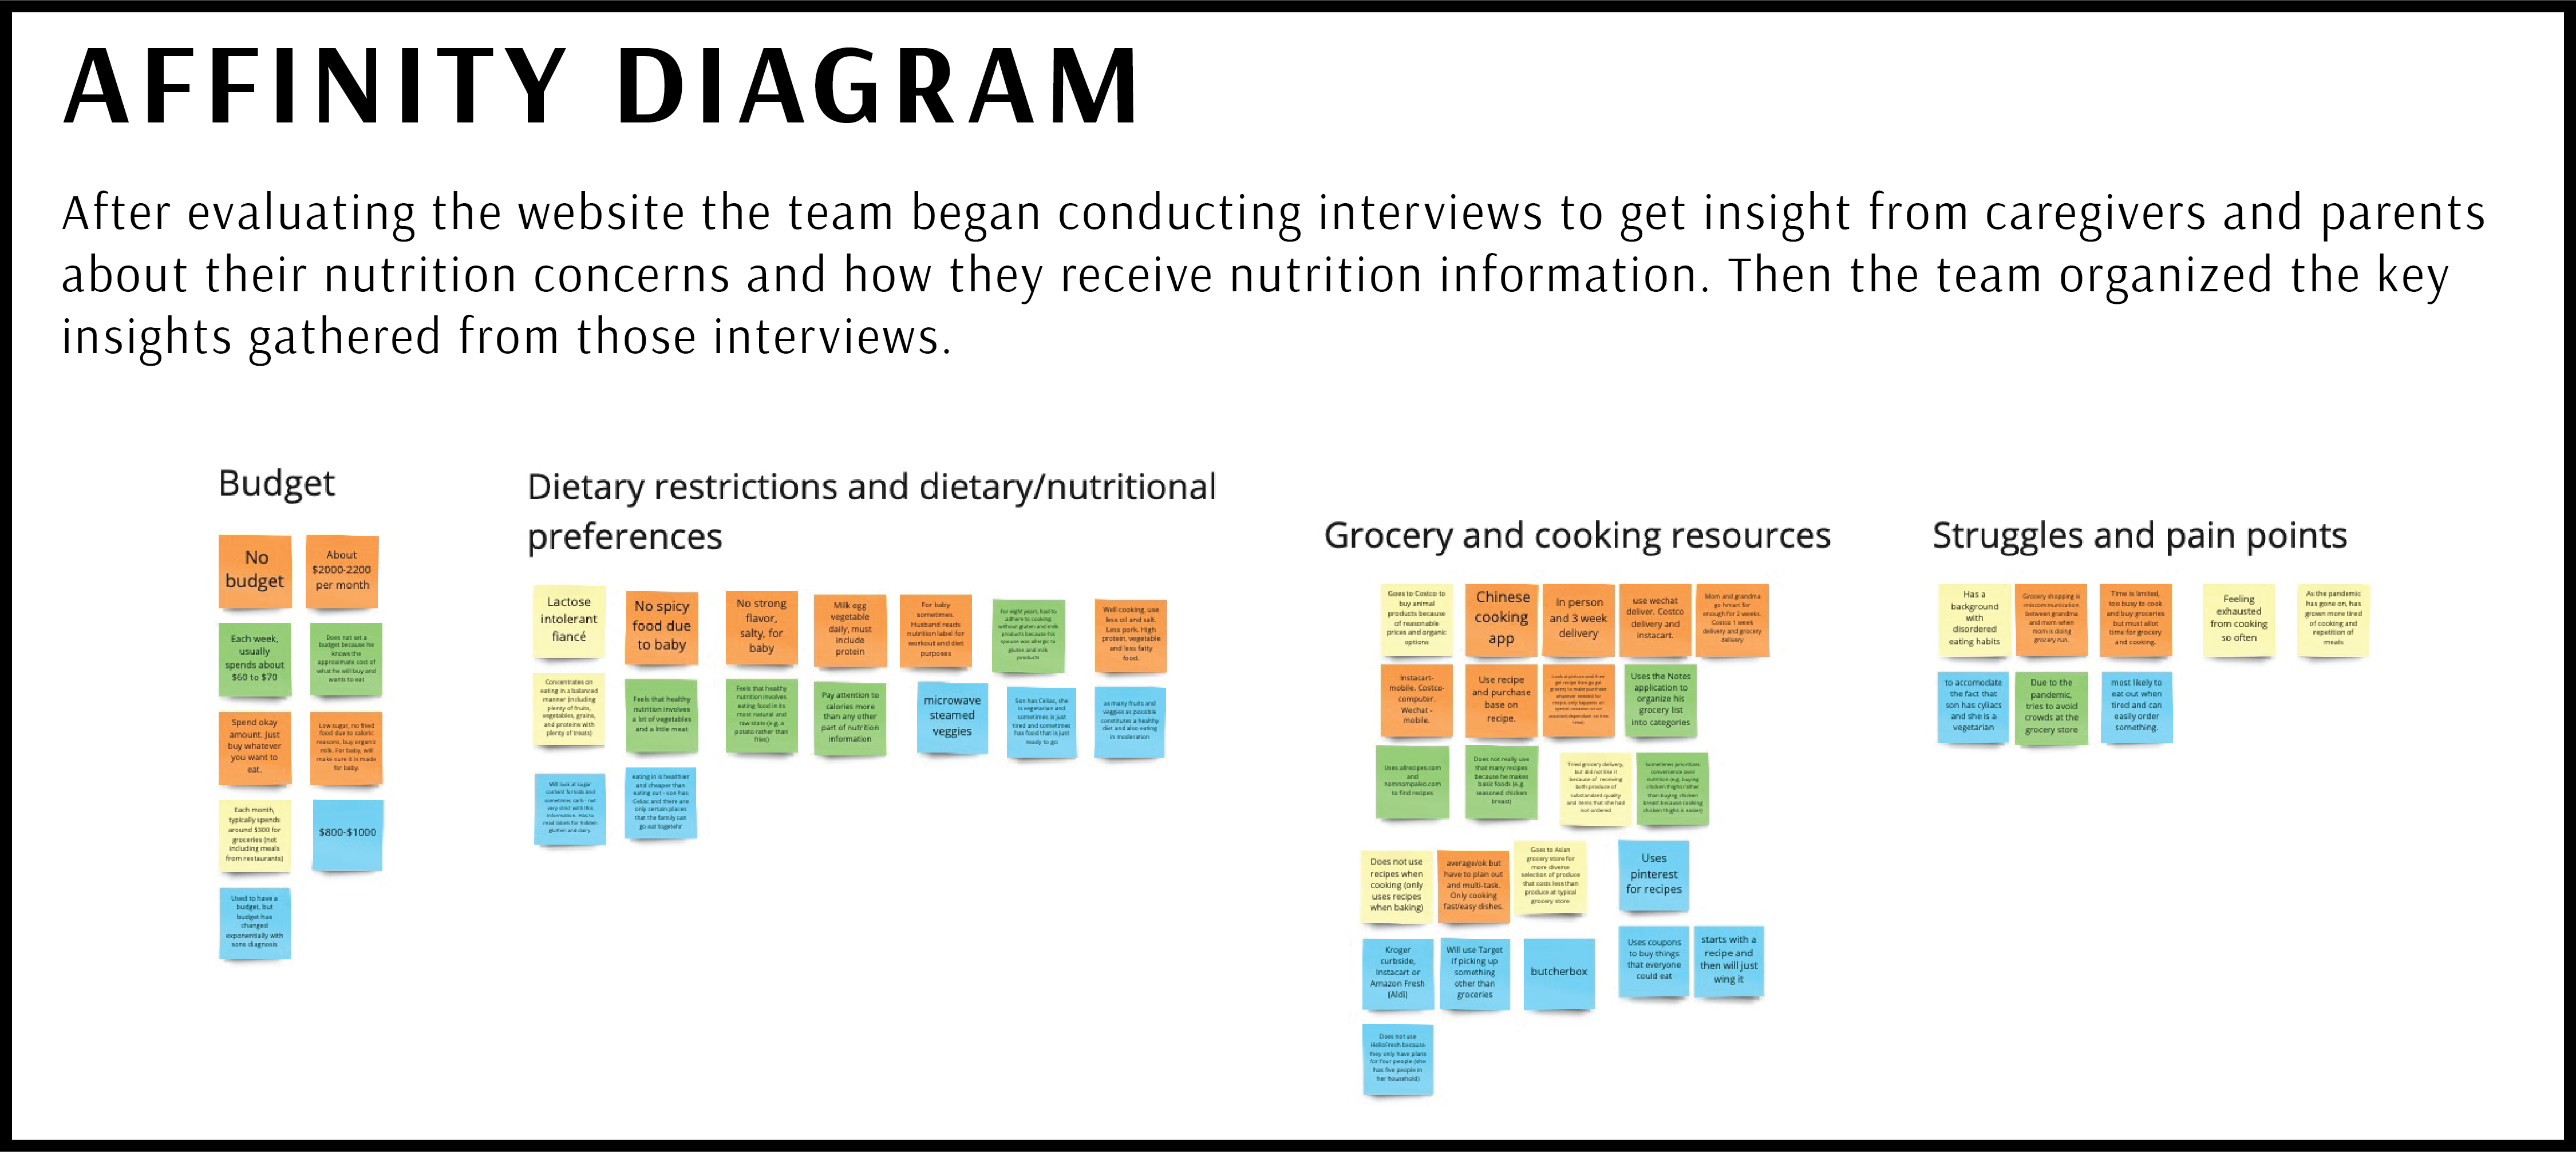 AFFINITY DIAGRAM
After evaluating the website the team began conducting interviews to get insight from caregivers and parents
about their nutrition concerns and how they receive nutrition information. Then the team organized the key
insights gathered from those interviews.
Budget
No
budget
About
$2000-2200
per month
Each week,
usually
spends about
$60 to $70
Does not set a
budget because he
knows the
approximate cost of
what he will buy and
wants to eat
Spend okay
amount. Just
buy whatever
you want to
eat.
Low sugar, no fried
food due to caloric
reasons, buy organic
milk. For baby, will
make sure it is made
for baby.
Each month,
typically spends
around $300 for
groceries (not
including meals
from restaurants)
$800-$1000
Used to have a
budget, but
budget has
changed
exponentially with
sons diagnosis
Dietary restrictions and dietary/nutritional
preferences
Lactose
intolerant
fiancé
No spicy
food due
to baby
No strong
flavor,
salty, for
baby
Milk egg
vegetable
daily, must
include
protein
For baby
sometimes.
Husband reads
nutrition label for
workout and diet
purposes
For eight years, had to
adhere to cooking
without gluten and milk
products because his
spouse was allergic to
gluten and milk
products
Well cooking, use
less oil and salt.
Less pork. High
protein, vegetable
and less fatty
food.
Concentrates on
eating in a balanced
manner (including
plenty of fruits,
vegetables, grains,
and proteins with
plenty of treats)
Feels that healthy
nutrition involves
a lot of vegetables
and a little meat
Feels that healthy
nutrition involves
eating food in its
most natural and
raw state (e.g. a
potato rather than
fries)
Pay attention to
calories more
than any other
part of nutrition
information
microwave
steamed
veggies
Son has Celiac, she
is vegetarian and
sometimes is just
tired and sometimes
has food that is just
ready to go
as many fruits and
veggies as possible
constitutes a healthy
diet and also eating
in moderation
Will look at sugar
content for kids and
sometimes carb - not
very strict with this
information. Has to
read labels for hidden
gluten and dairy.
eating in is healthier
and cheaper than
eating out - son has
Celiac and there are
only certain places
that the family can
go eat together
Grocery and cooking resources
Goes to Costco to
buy animal
products because
of reasonable
prices and organic
options
Chinese
cooking
app
In person
and 3 week
delivery
use wechat
deliver. Costco
delivery and
instacart.
Mom and grandma
go hmart for
enough for 2 weeks.
Costco 1 week
delivery and grocery
delivery
Instacart-
mobile. Costco-
computer.
Wechat -
mobile.
Use recipe
and purchase
base on
recipe.
Uses the Notes
application to
organize his
grocery list
into categories
Uses allrecipes.com
and
nomnompaleo.com
to find recipes
Does not really use
that many recipes
because he makes
basic foods (e.g.
seasoned chicken
breast)
Tried grocery delivery,
but did not like it
because of receiving
both produce of
substandard quality
and items that she had
not ordered
Sometimes prioritizes
convenience over
nutrition (e.g. buying
chicken thighs rather
than buying chicken
breast because cooking
chicken thighs is easier)
Does not use
recipes when
cooking (only
uses recipes
when baking)
average/ok but
have to plan out
and multi-task.
Only cooking
fast/easy dishes.
Goes to Asian
grocery store for
more diverse
selection of produce
that costs less than
produce at typical
grocery store
Uses
pinterest
for recipes
Kroger
curbside,
Instacart or
Amazon Fresh
(Aldi)
Will use Target
if picking up
something
other than
groceries
butcherbox
Uses coupons
to buy things
that everyone
could eat
starts with a
recipe and
then will just
wing it
Does not use
HelloFresh because
they only have plans
for four people (she
has five people in
her household)
Struggles and pain points
Has a
background
with
disordered
eating habits
Grocery shopping is
miscommunication
between grandma
and mom when
mom is doing
grocery run.
Time is limited,
too busy to cook
and buy groceries
but must allot
time for grocery
and cooking.
Feeling
exhausted
from cooking
so often
As the pandemic
has gone on, has
grown more tired
of cooking and
repetition of
meals
to accomodate
the fact that
son has cyliacs
and she is a
vegetarian
Due to the
pandemic,
tries to avoid
crowds at the
grocery store
most likely to
eat out when
tired and can
easily order
something.